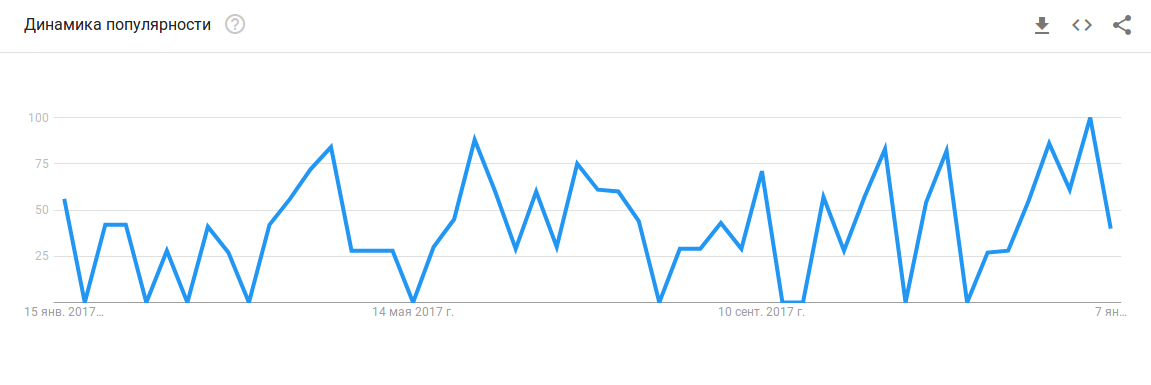 Динамика популярности ?
100
75
50
25
15 янв. 2017…
14 мая 2017 г.
10 сент. 2017 г.
7 ян…